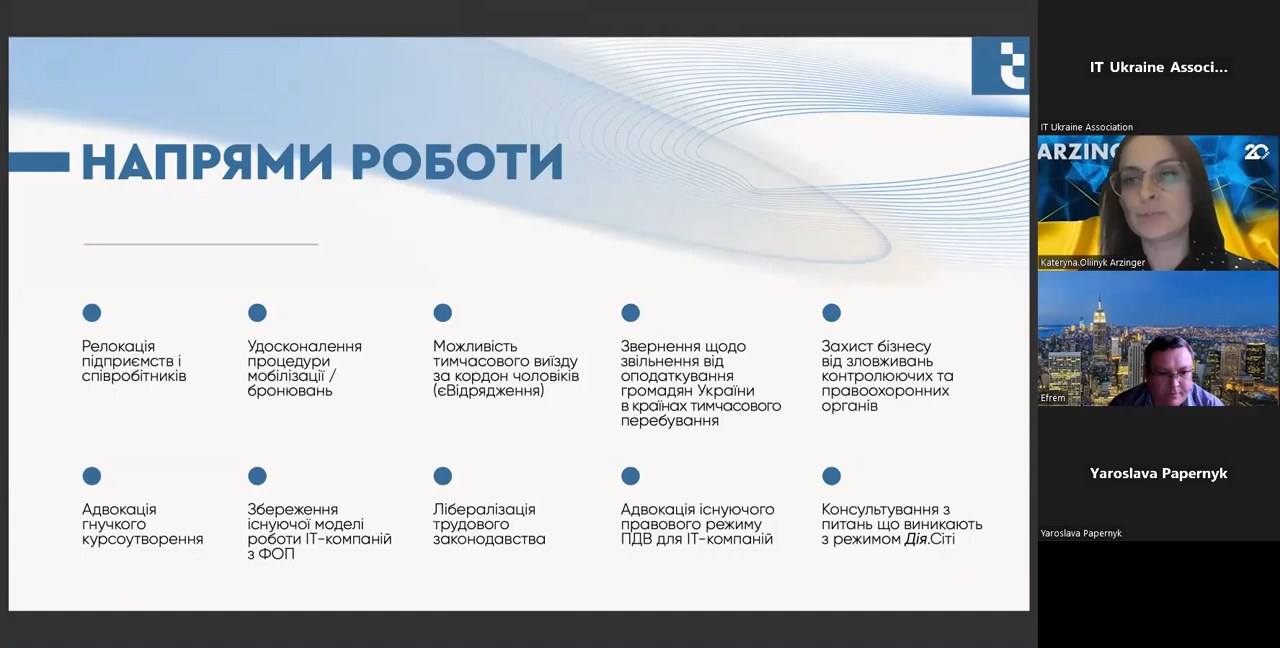 НАПРЯМИ РОБОТИ
Релокація
підприємств і
співробітників
Удосконалення
процедури
мобілізації /
бронювань
Можливість
тимчасового виїзду
за кордон чоловіків
(єВідрядження)
Звернення щодо
звільнення від
оподаткування
громадян України
в країнах тимчасового
перебування
Захист бізнесу
від зловживань
контролюючих та
правоохоронних
органів
Адвокація
гнучкого
курсоутворення
Збереження
існуючої моделі
роботи ІТ-компаній
з ФОП
Лібералізація
трудового
законодавства
Адвокація існуючого
правового режиму
ПДВ для ІТ-компаній
Консультування з
питань що виникають
з режимом Дія.Сіті
IT Ukraine Associ...
IT Ukraine Association
ARZING
20
Kateryna.Oliinyk Arzinger
Efrem
Yaroslava Papernyk
Yaroslava Papernyk